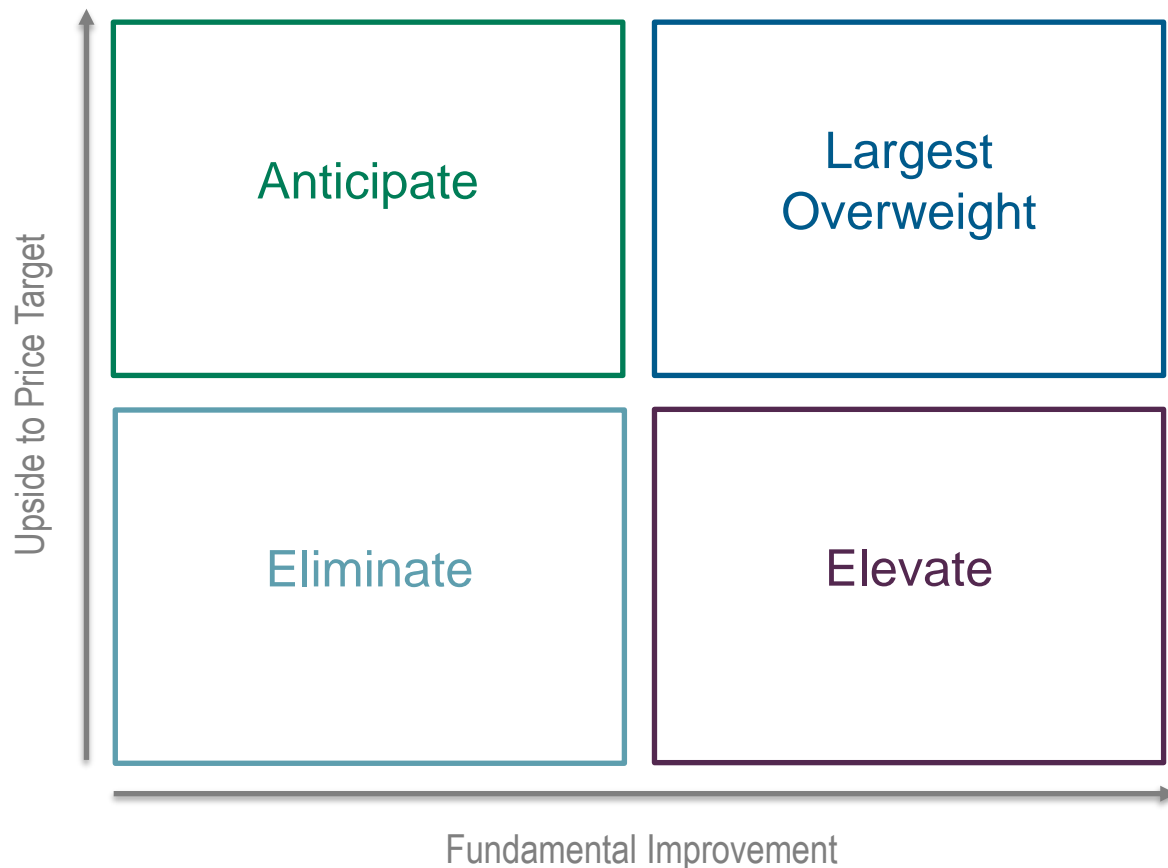 Upside to Price Target
Anticipate
Largest
Overweight
Eliminate
Elevate
Fundamental Improvement